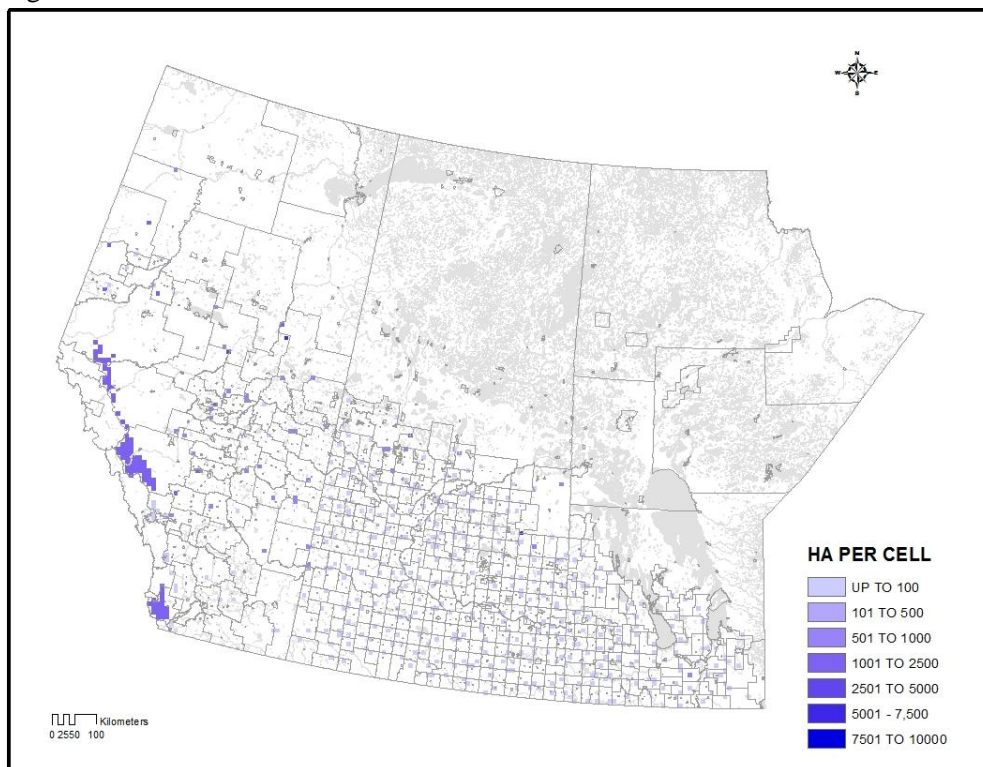 N
W E
S
HA PER CELL
UP TO 100
101 TO 500
501 TO 1000
1001 TO 2500
2501 TO 5000
5001 - 7,500
7501 TO 10000
Kilometers
0 2550 100